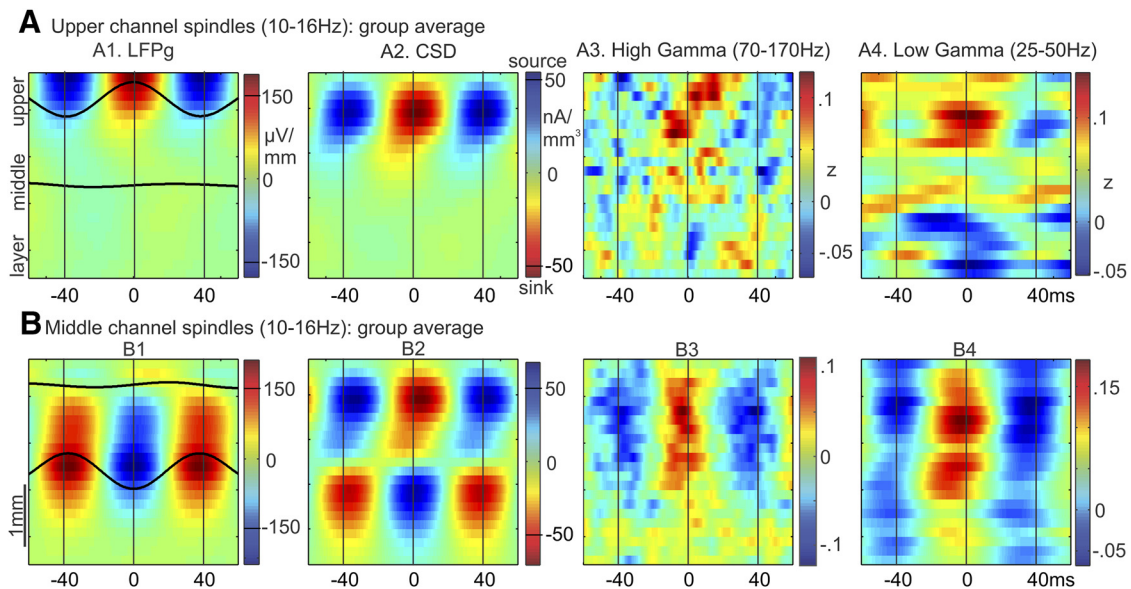 A Upper channel spindles (10-16Hz): group average
A1. LFPg A2. CSD A3. High Gamma (70-170Hz) A4. Low Gamma (25-50Hz)
source
upper
middle
layer
150
µV/
mm
0
-150
50
nA/
mm³
0
-50
sink
.1
z
0
-.05
.1
z
0
-.05
-40 0 40 -40 0 40 -40 0 40 -40 0 40ms
B Middle channel spindles (10-16Hz): group average
B1 B2 B3 B4
1mm
150
0
-150
50
0
-50
.1
0
-.1
.15
0
-.05
-40 0 40 -40 0 40 -40 0 40 -40 0 40ms